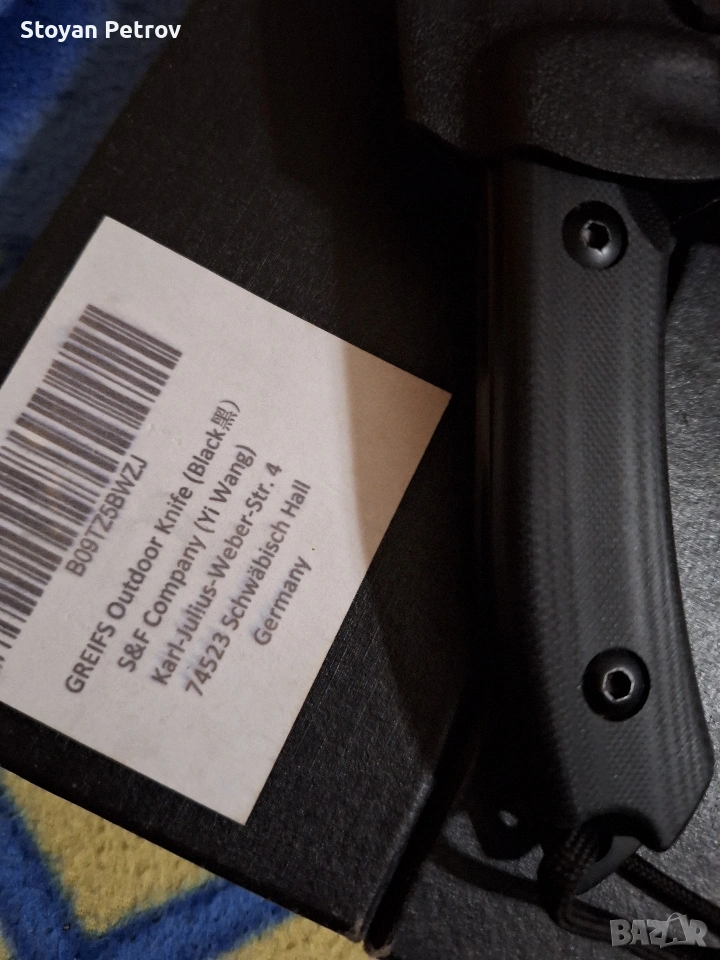 Stoyan Petrov
B09TZ5BWZJ
GREIFS Outdoor Knife (Black黑)
S&F Company (Yi Wang)
Karl-Julius-Weber-Str. 4
74523 Schwäbisch Hall
Germany
BAZAR